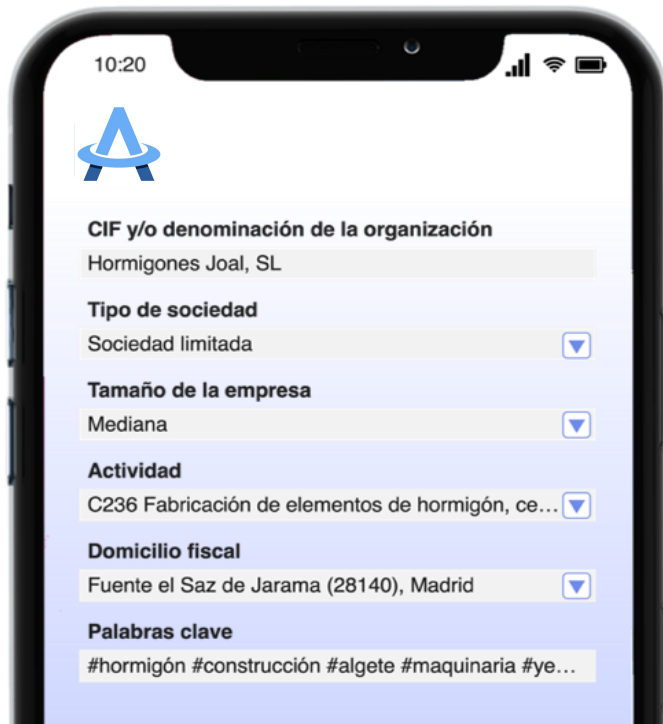 10:20
CIF y/o denominación de la organización
Hormigones Joal, SL
Tipo de sociedad
Sociedad limitada
Tamaño de la empresa
Mediana
Actividad
C236 Fabricación de elementos de hormigón, ce...
Domicilio fiscal
Fuente el Saz de Jarama (28140), Madrid
Palabras clave
#hormigón #construcción #algete #maquinaria #ye...